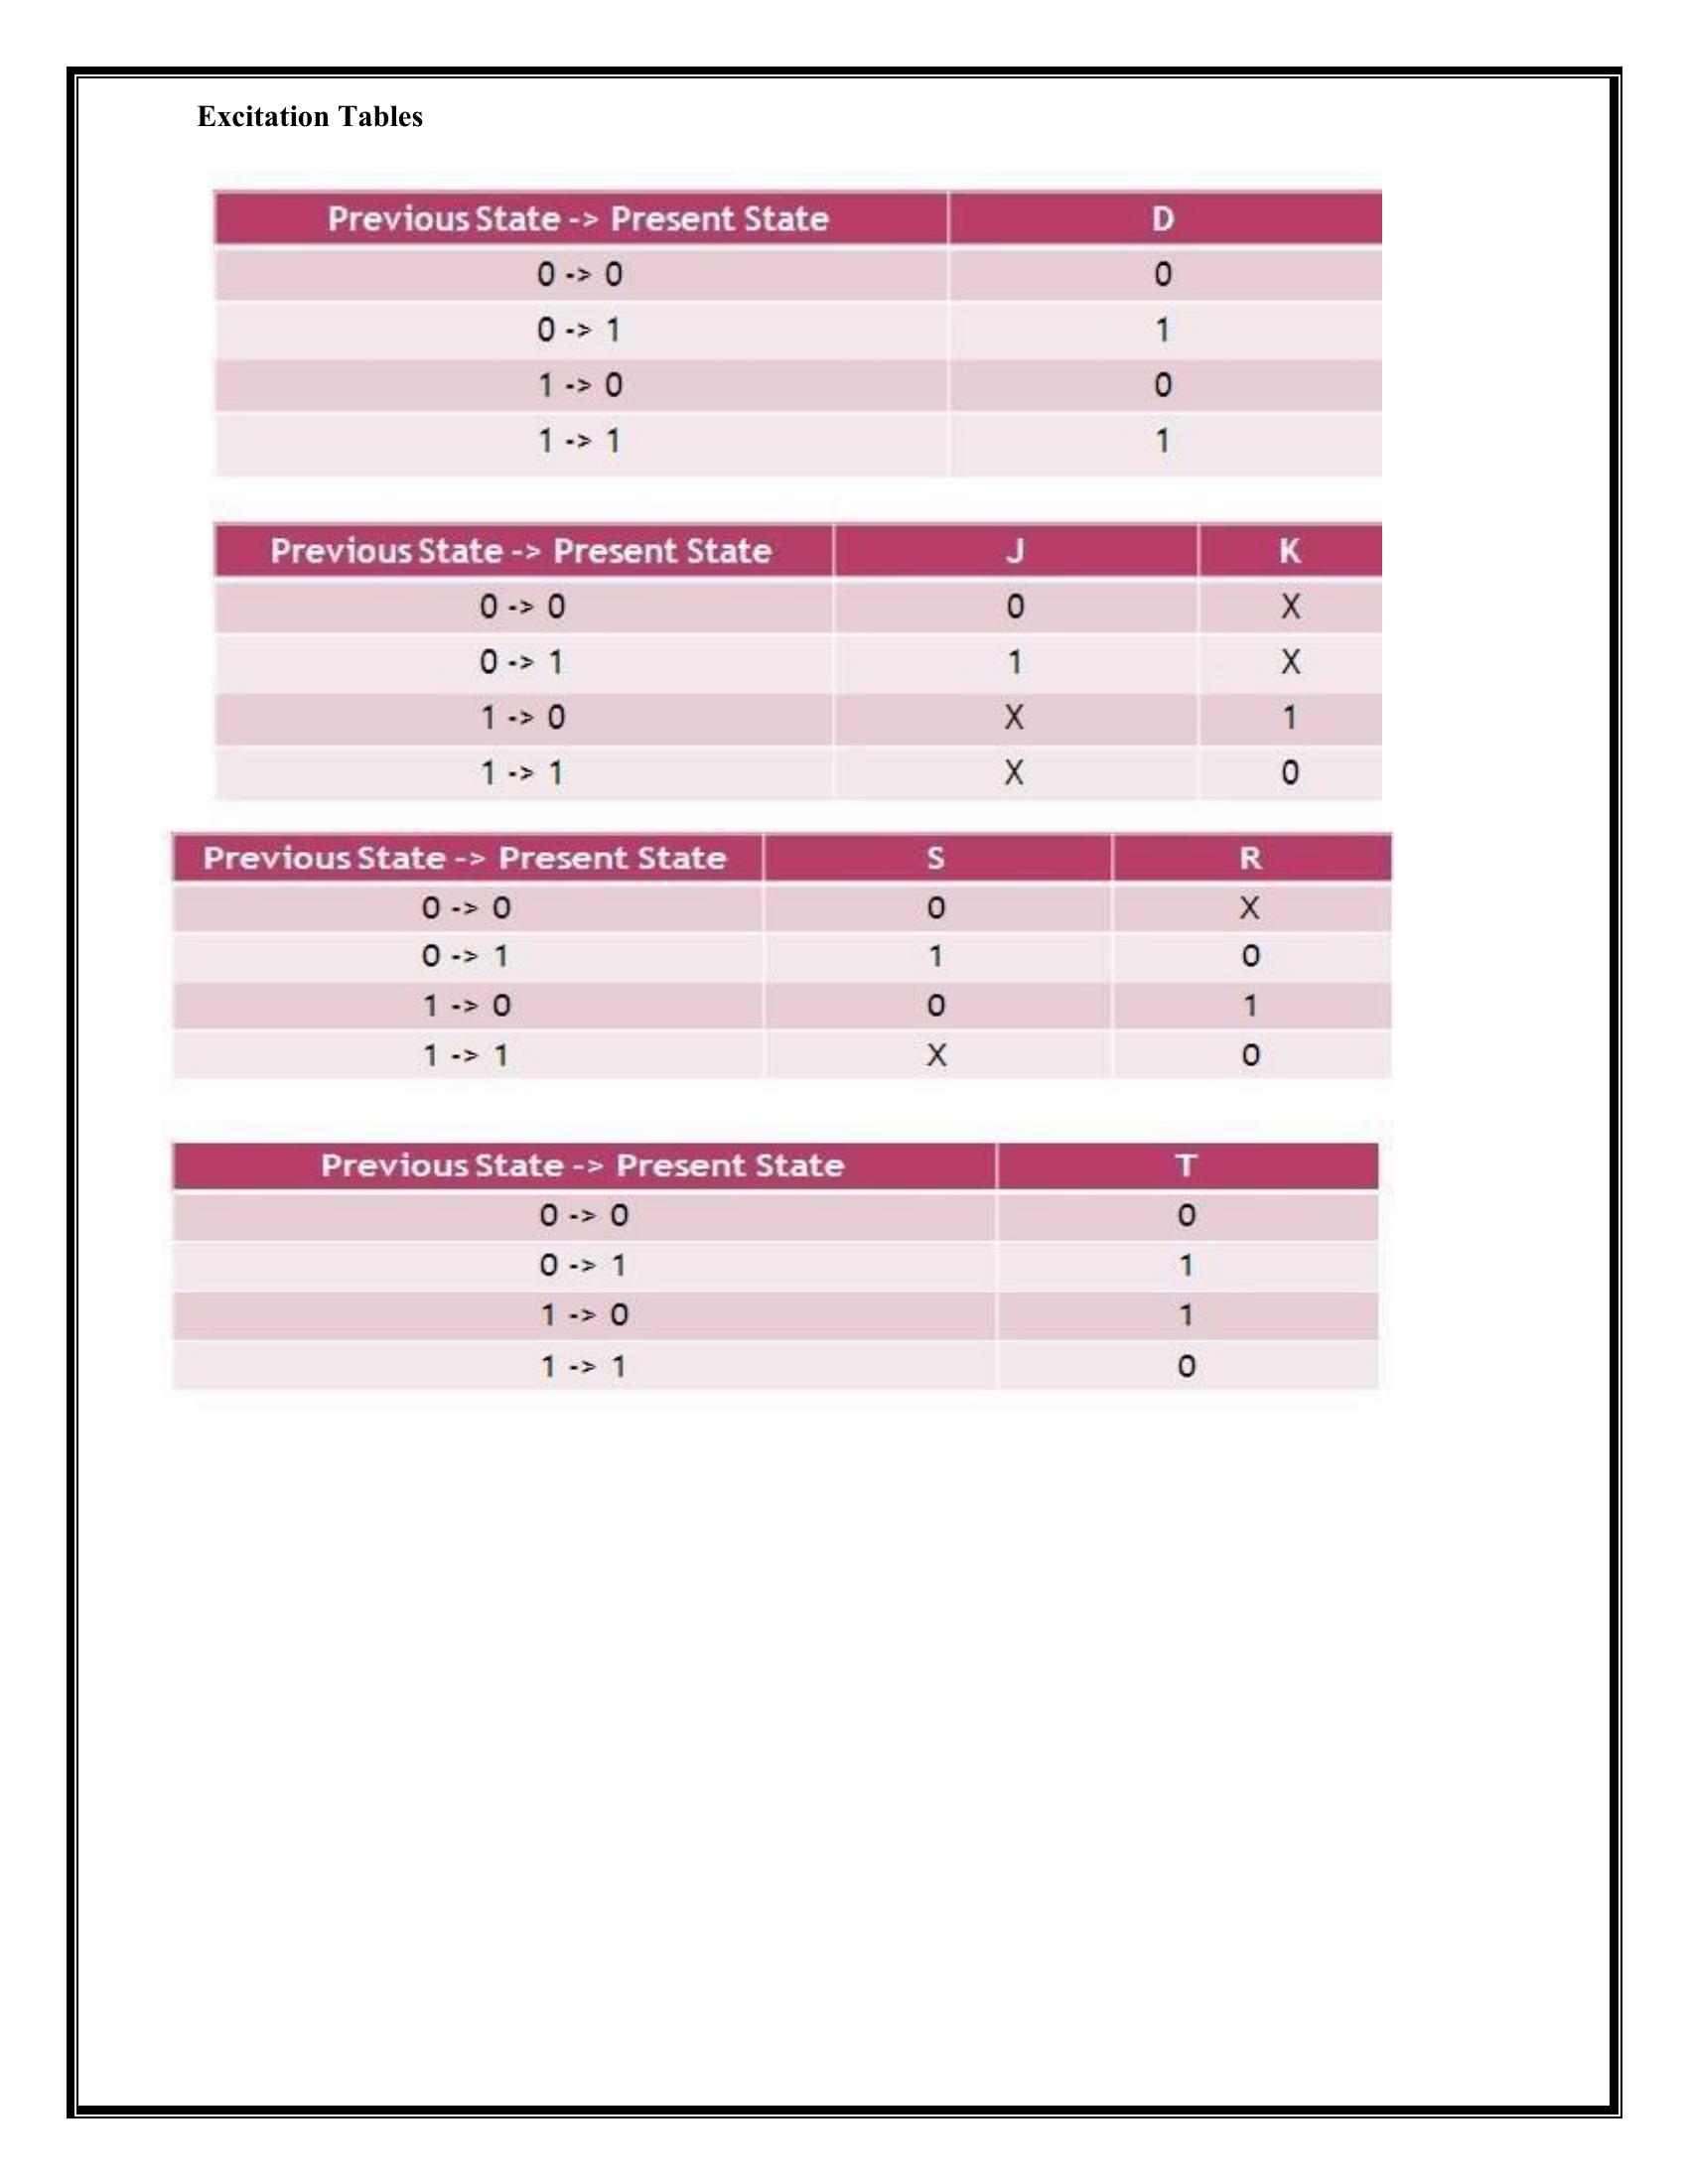 Excitation Tables
Previous State -> Present State D
0 -> 0 0
0 -> 1 1
1 -> 0 0
1 -> 1 1
Previous State -> Present State J K
0 -> 0 0 X
0 -> 1 1 X
1 -> 0 X 1
1 -> 1 X 0
Previous State -> Present State S R
0 -> 0 0 X
0 -> 1 1 0
1 -> 0 0 1
1 -> 1 X 0
Previous State -> Present State T
0 -> 0 0
0 -> 1 1
1 -> 0 1
1 -> 1 0